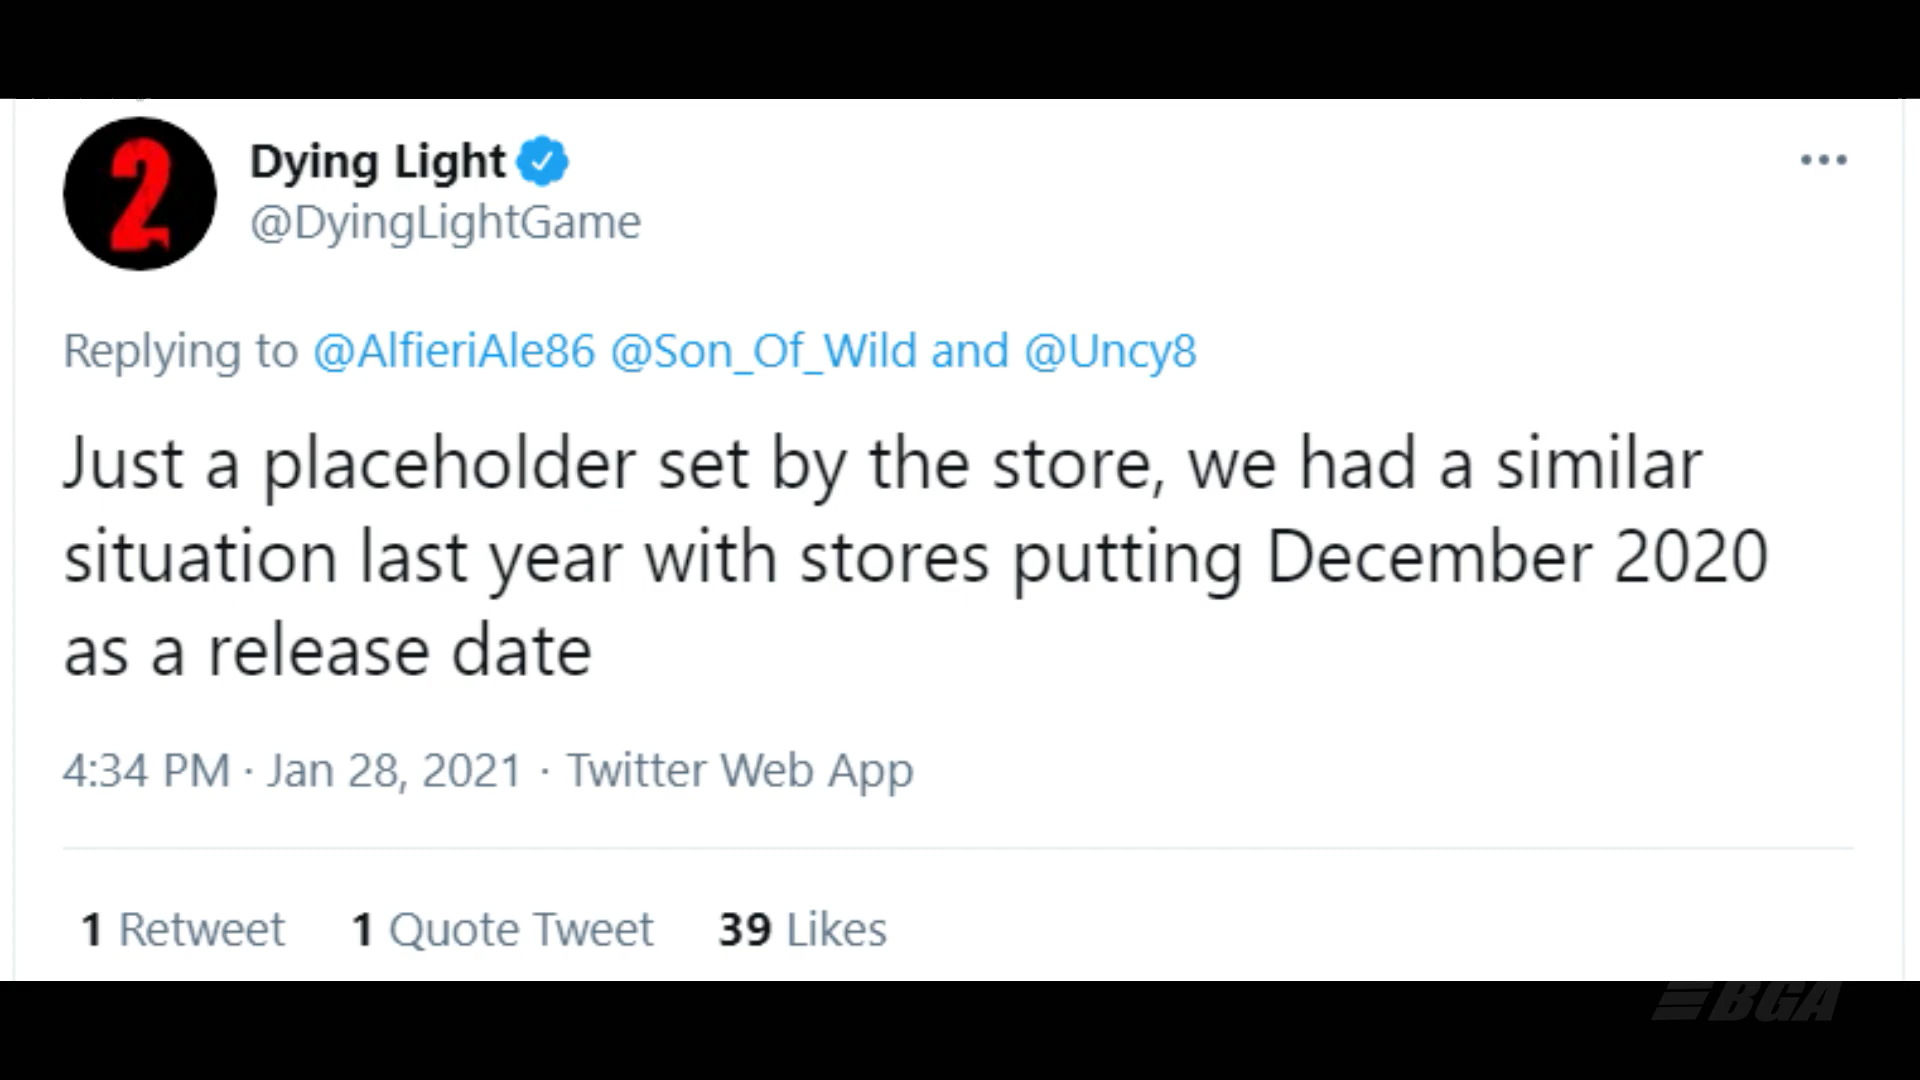 2
Dying Light
@DyingLightGame
Replying to @AlfieriAle86 @Son_Of_Wild and @Uncy8
Just a placeholder set by the store, we had a similar
situation last year with stores putting December 2020
as a release date
4:34 PM · Jan 28, 2021 · Twitter Web App
1 Retweet 1 Quote Tweet 39 Likes
BGA